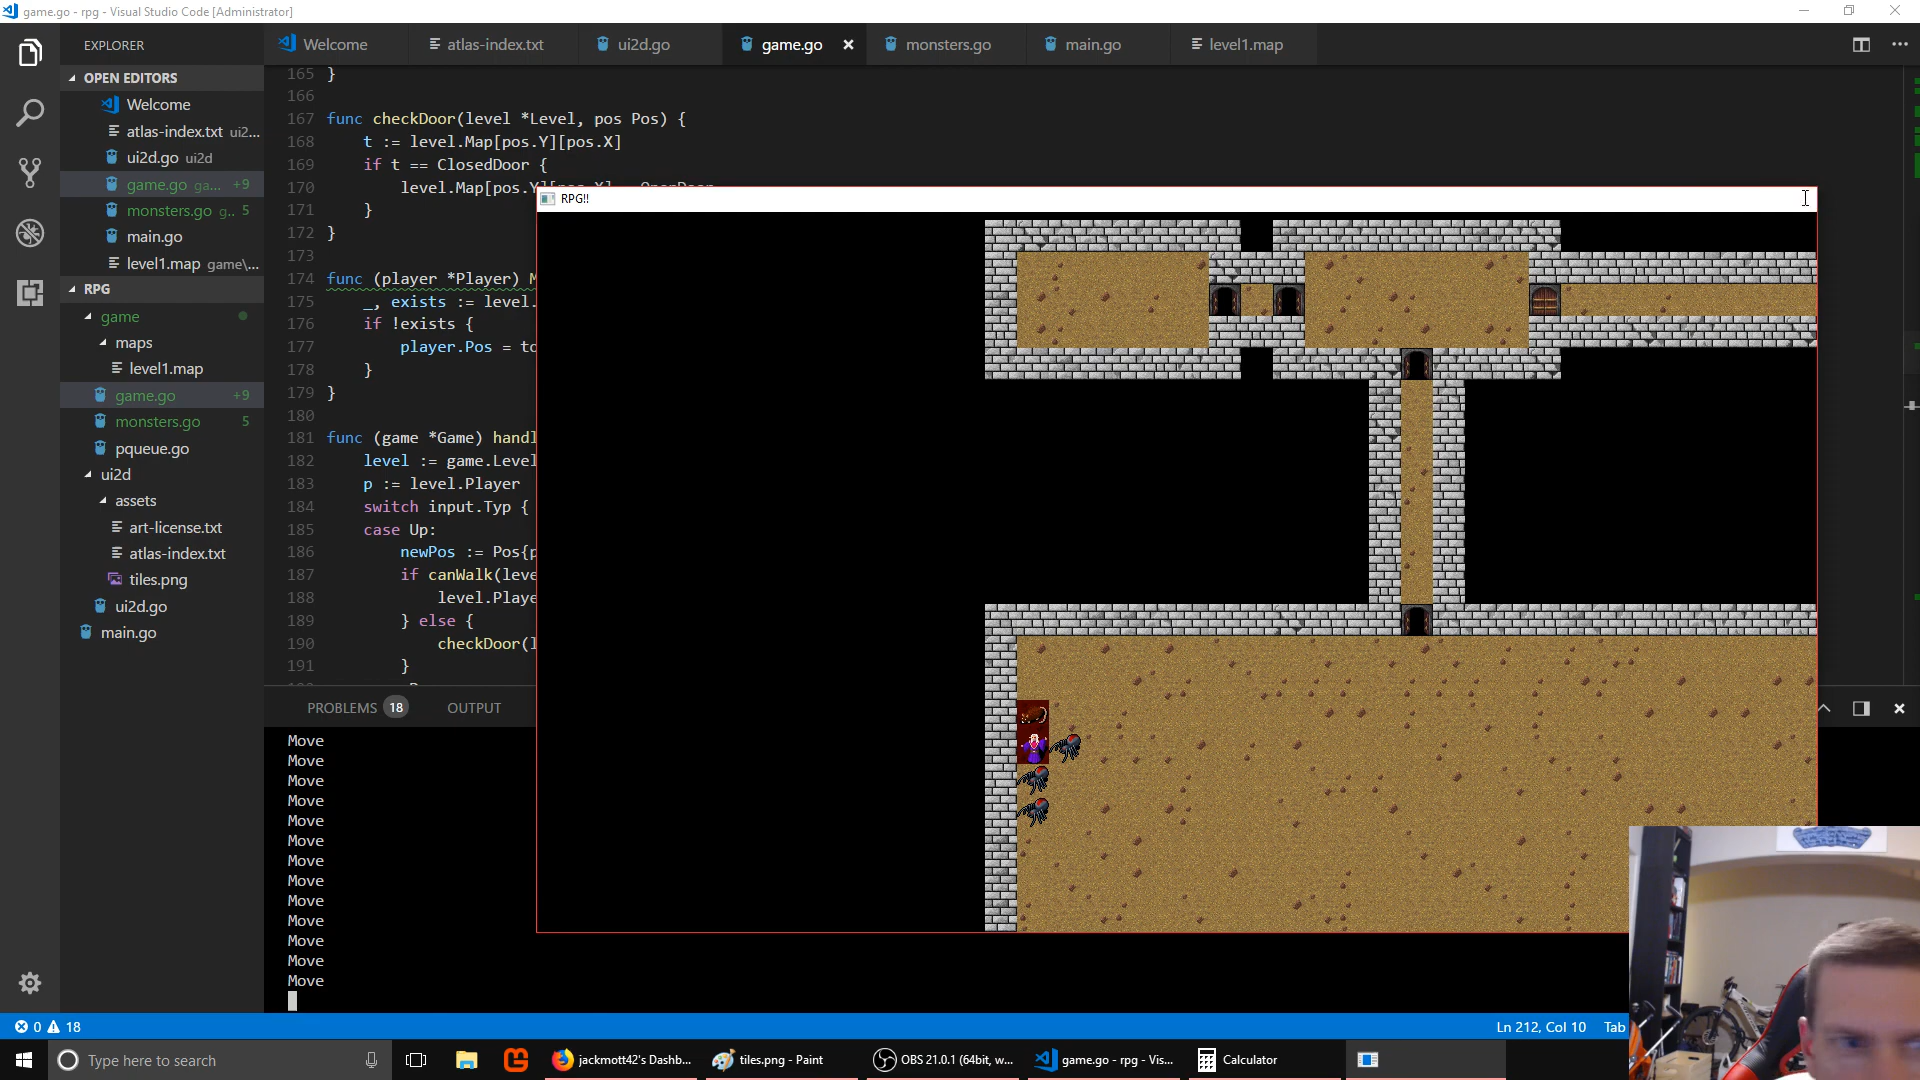 game.go - rpg - Visual Studio Code [Administrator]
EXPLORER
Welcome
atlas-index.txt
ui2d.go
game.go
monsters.go
main.go
level1.map
OPEN EDITORS
Welcome
atlas-index.txt ui2...
ui2d.go ui2d
game.go ga... +9
monsters.go g.. 5
main.go
level1.map game\...
RPG
game
maps
level1.map
game.go +9
monsters.go 5
pqueue.go
ui2d
assets
art-license.txt
atlas-index.txt
tiles.png
ui2d.go
main.go
165 }
166
167 func checkDoor(level *Level, pos Pos) {
168 t := level.Map[pos.Y][pos.X]
169 if t == ClosedDoor {
170 level.Map[pos.Y][pos.X] = OpenDoor
171 }
172 }
173
174 func (player *Player) M
175 _, exists := level.
176 if !exists {
177 player.Pos = to
178 }
179 }
180
181 func (game *Game) handl
182 level := game.Level
183 p := level.Player
184 switch input.Typ {
185 case Up:
186 newPos := Pos{p
187 if canWalk(leve
188 level.Playe
189 } else {
190 checkDoor(l
191 }
RPG!!
PROBLEMS 18
OUTPUT
Move
Move
Move
Move
Move
Move
Move
Move
Move
Move
Move
Move
Move
0 18
Ln 212, Col 10
Tab
Type here to search
jackmott42's Dashb...
tiles.png - Paint
OBS 21.0.1 (64bit, w...
game.go - rpg - Vis...
Calculator